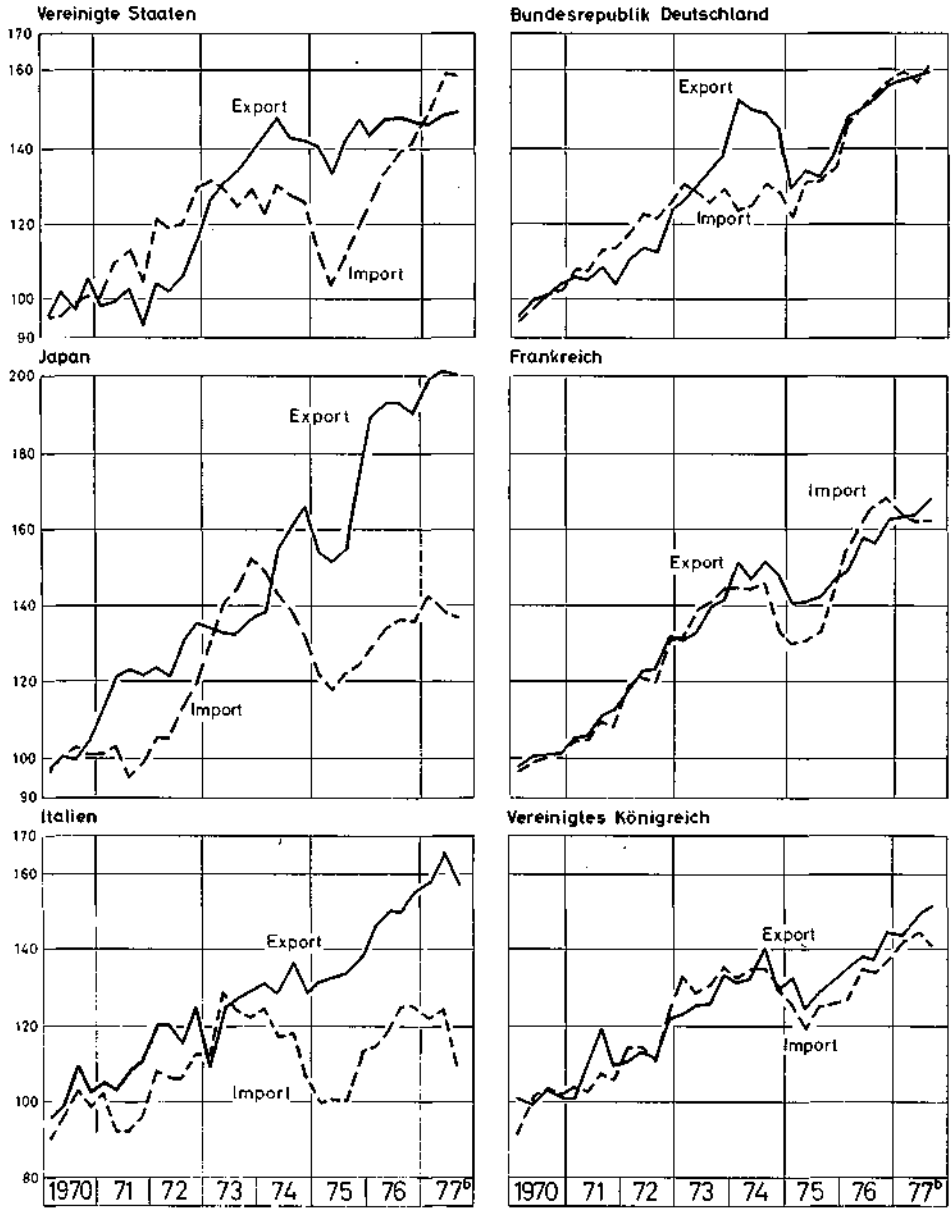 Vereinigte Staaten
Bundesrepublik Deutschland
170
160
140
120
100
90
Export
Import
Export
Import
Japan
Frankreich
200
180
160
140
120
100
90
Export
Import
Import
Export
Italien
Vereinigtes Königreich
170
160
140
120
100
80
Export
Import
Export
Import
1970 71 72 73 74 75 76 77b
1970 71 72 73 74 75 76 77b